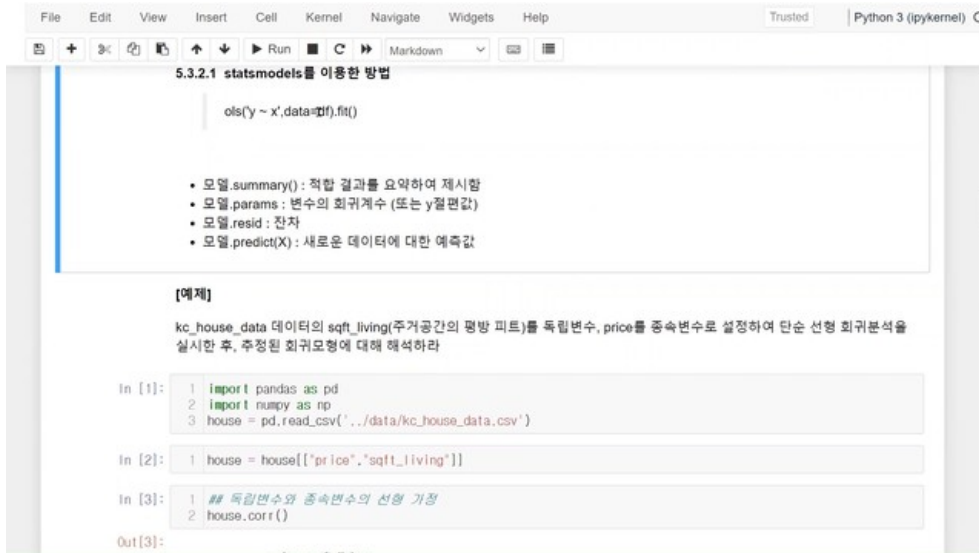 File Edit View Insert Cell Kernel Navigate Widgets Help Trusted Python 3 (ipykernel)
Run Markdown
5.3.2.1 statsmodels를 이용한 방법
ols('y ~ x',data=df).fit()
• 모델.summary() : 적합 결과를 요약하여 제시함
• 모델.params : 변수의 회귀계수 (또는 y절편값)
• 모델.resid : 잔차
• 모델.predict(X) : 새로운 데이터에 대한 예측값
[예제]
kc_house_data 데이터의 sqft_living(주거공간의 평방 피트)를 독립변수, price를 종속변수로 설정하여 단순 선형 회귀분석을
실시한 후, 추정된 회귀모형에 대해 해석하라
In [1]: 1 import pandas as pd
2 import numpy as np
3 house = pd.read_csv('../data/kc_house_data.csv')
In [2]: 1 house = house[["price","sqft_living"]]
In [3]: 1 ## 독립변수와 종속변수의 선형 가정
2 house.corr()
Out[3]: